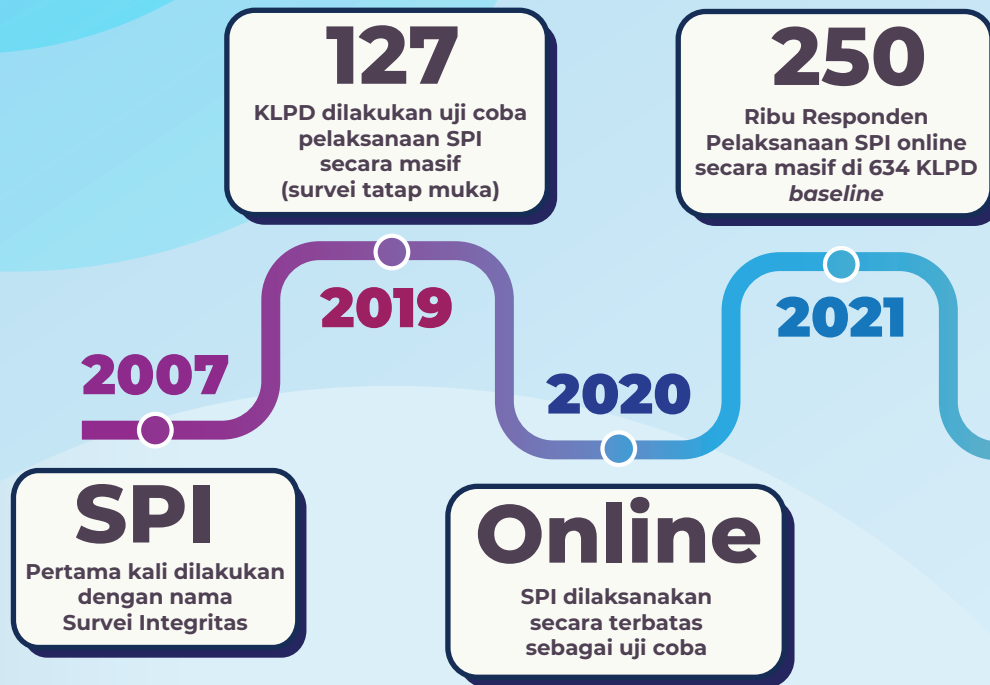 2007
SPI
Pertama kali dilakukan
dengan nama
Survei Integritas
127
KLPD dilakukan uji coba
pelaksanaan SPI
secara masif
(survei tatap muka)
2019
2020
Online
SPI dilaksanakan
secara terbatas
sebagai uji coba
250
Ribu Responden
Pelaksanaan SPI online
secara masif di 634 KLPD
baseline
2021